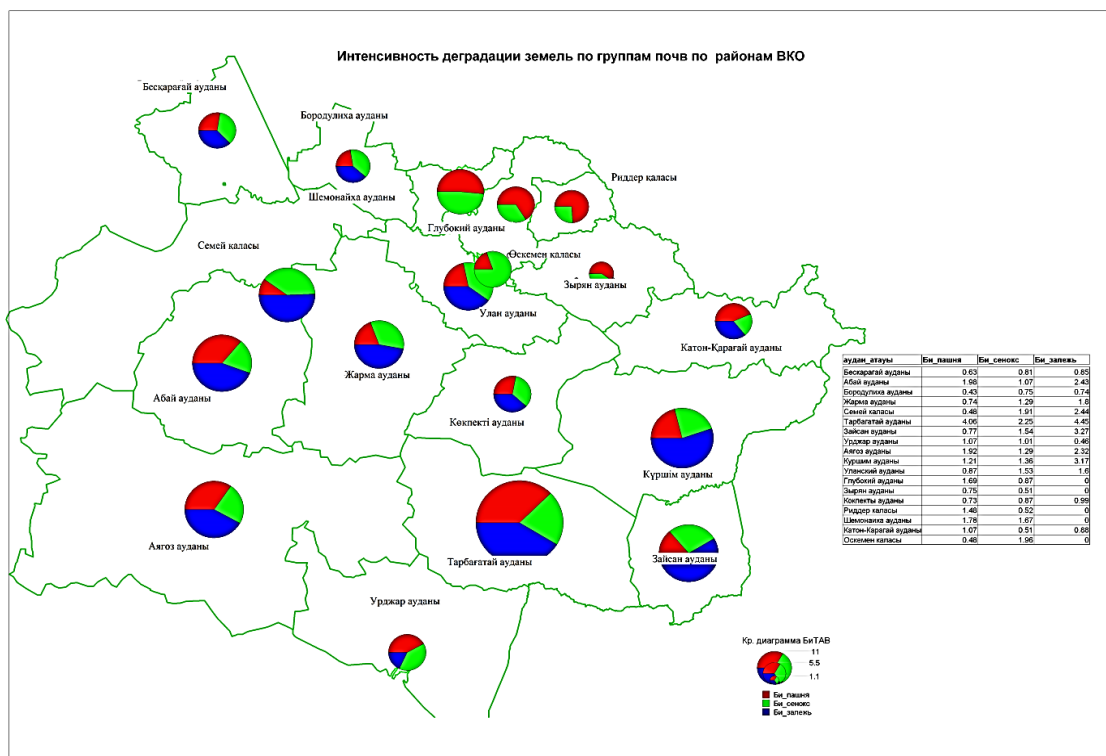 Интенсивность деградации земель по группам почв по районам ВКО
Бесқарағай ауданы
Бородулиха ауданы
Шемонайха ауданы
Риддер қаласы
Глубокий ауданы
Семей каласы
Өскемен қаласы
Зырян ауданы
Улан ауданы
Катон-Қарағай ауданы
Жарма ауданы
Абай ауданы
Көкпекті ауданы
Күршім ауданы
Аягоз ауданы
Тарбағатай ауданы
Зайсан ауданы
Урджар ауданы
аудан_атауы Би_пашня Би_сенокс Би_залежь
Бескарагай ауданы 0.63 0.81 0.85
Абай ауданы 1.98 1.07 2.43
Бородулиха ауданы 0.43 0.75 0.74
Жарма ауданы 0.74 1.29 1.8
Семей каласы 0.48 1.91 2.44
Тарбагатай ауданы 4.06 2.25 4.45
Зайсан ауданы 0.77 1.54 3.27
Урджар ауданы 1.07 1.01 0.46
Аягоз ауданы 1.92 1.29 2.32
Куршим ауданы 1.21 1.36 3.17
Уланский ауданы 0.87 1.53 1.6
Глубокий ауданы 1.69 0.87 0
Зырян ауданы 0.75 0.51 0
Кокпекты ауданы 0.73 0.87 0.99
Риддер каласы 1.48 0.52 0
Шемонаиха ауданы 1.78 1.67 0
Катон-Карагай ауданы 1.07 0.51 0.88
Оскемен каласы 0.48 1.96 0
Кр. диаграмма БиТАВ
11
5.5
1.1
Би_пашня
Би_сенокс
Би_залежь